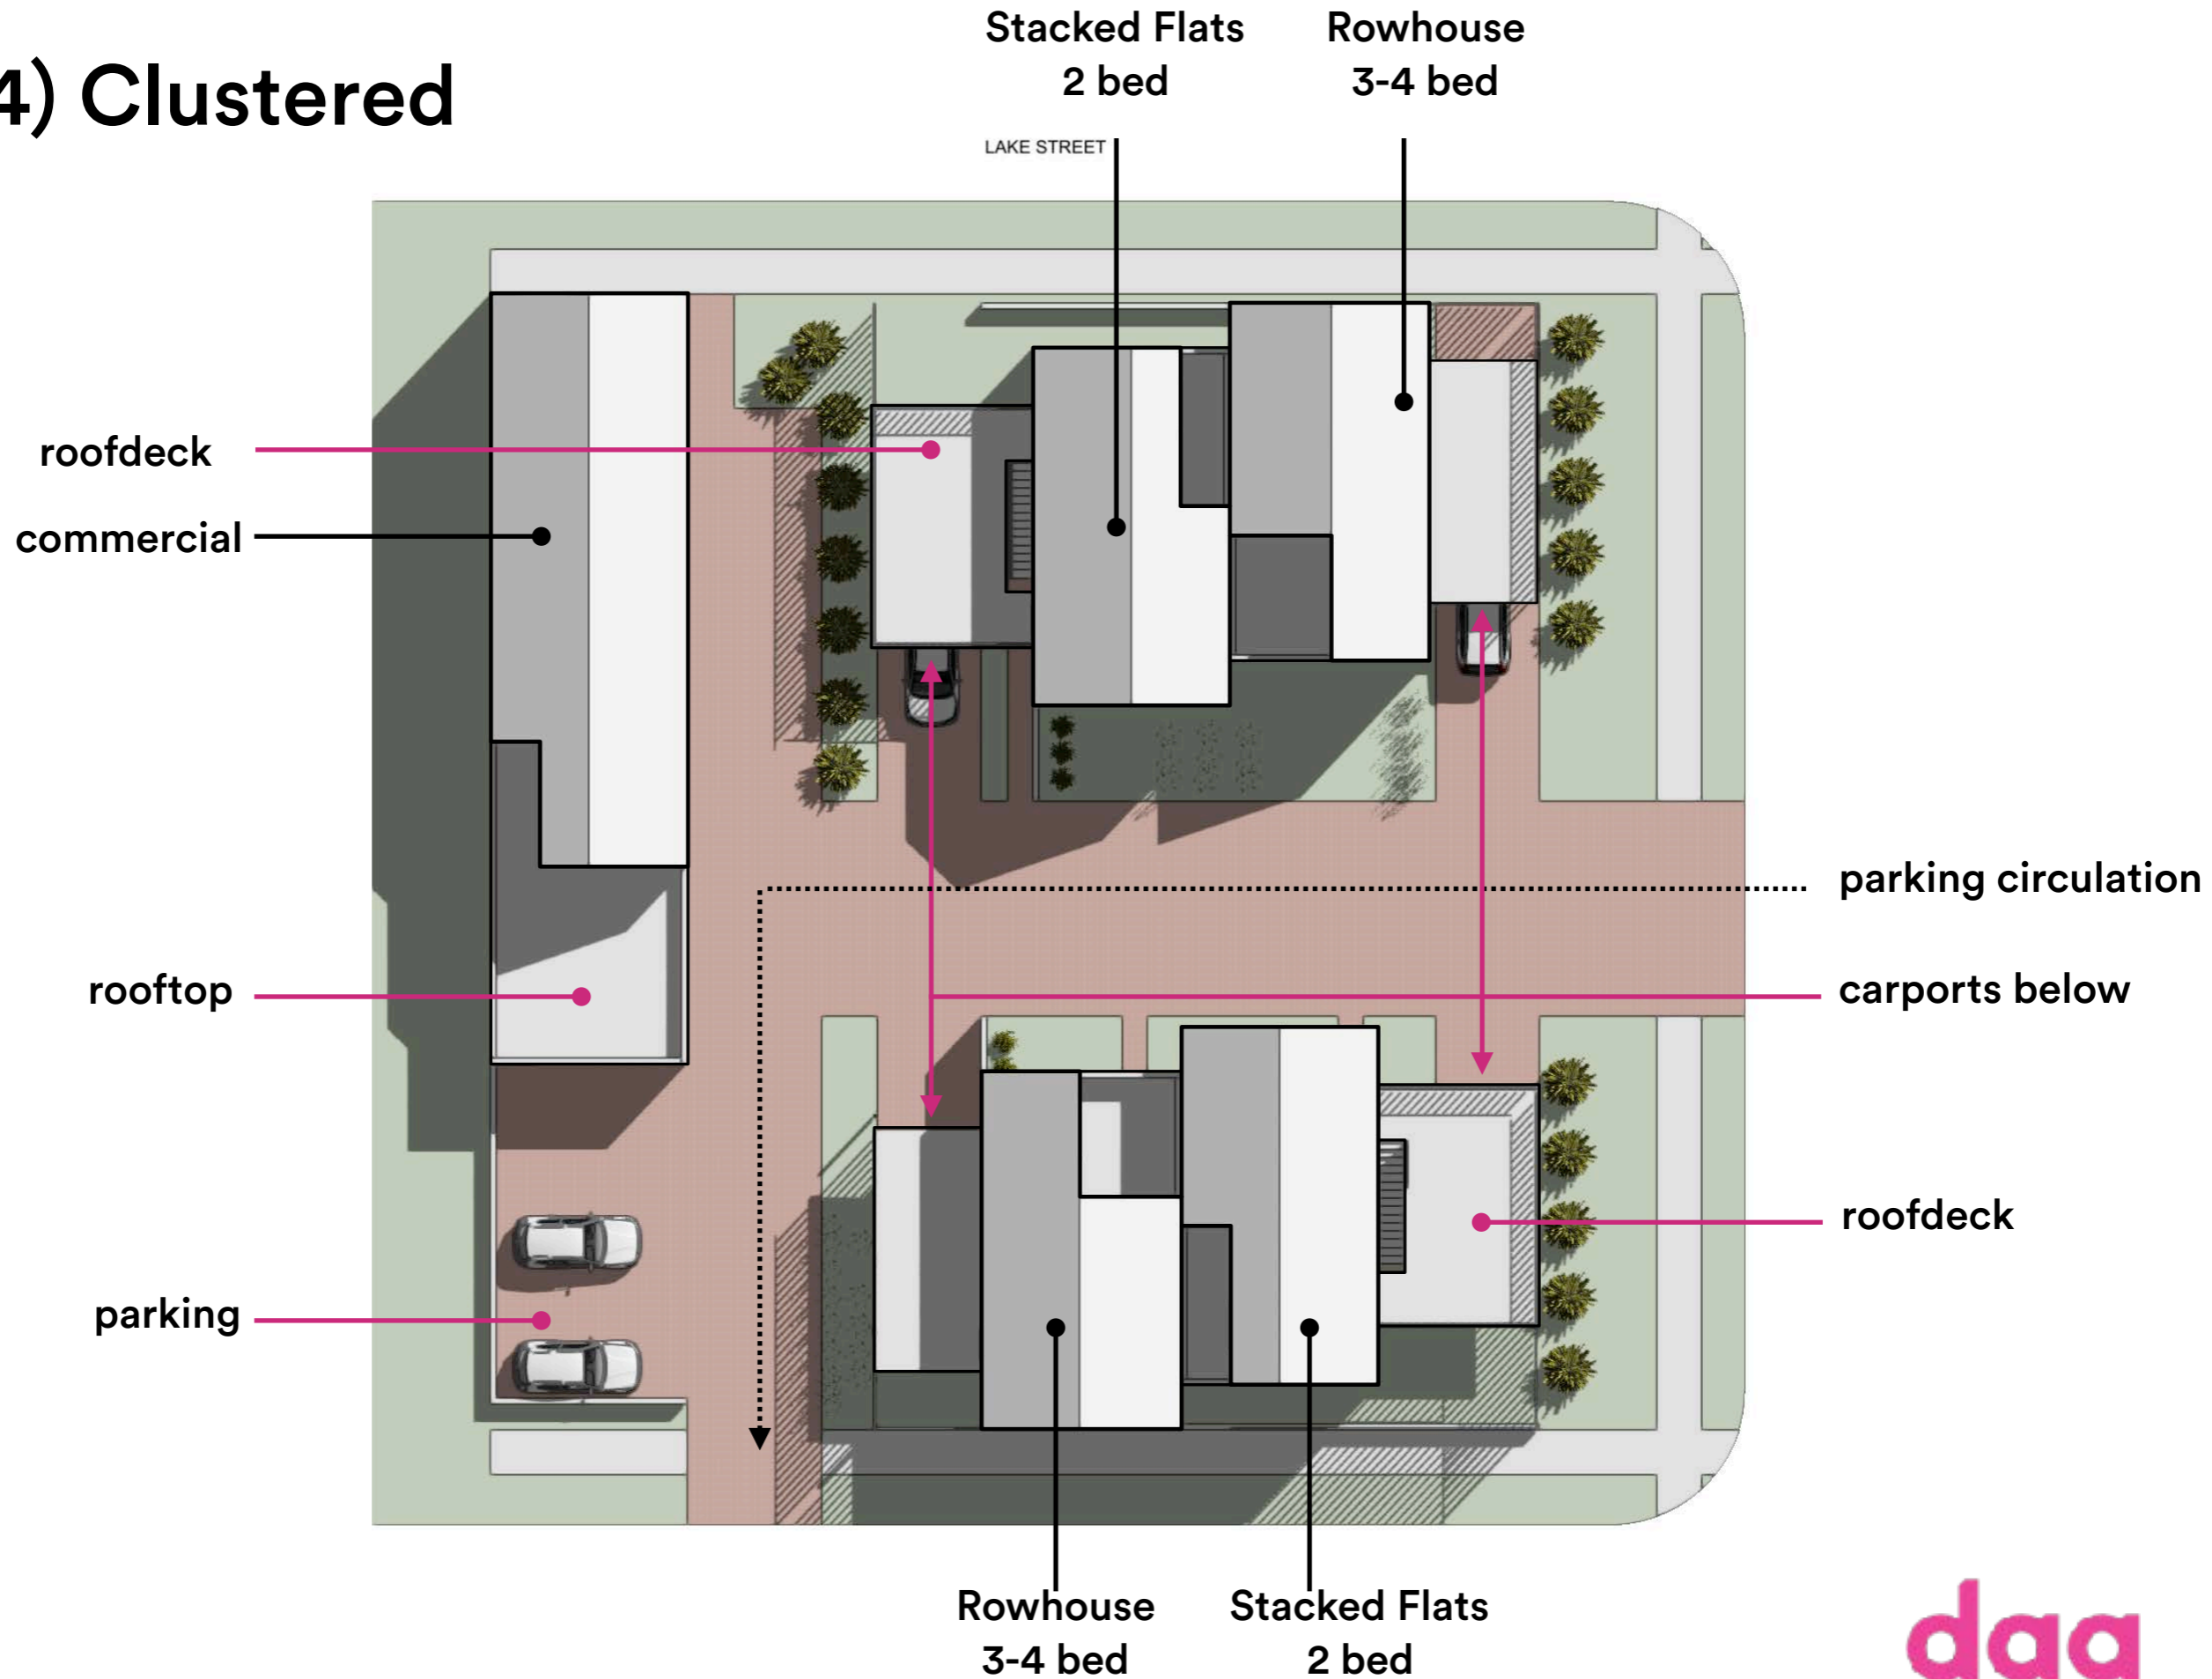 4) Clustered
Stacked Flats
2 bed
Rowhouse
3-4 bed
LAKE STREET
roofdeck
commercial
parking circulation
rooftop
carports below
roofdeck
parking
Rowhouse
3-4 bed
Stacked Flats
2 bed
daa